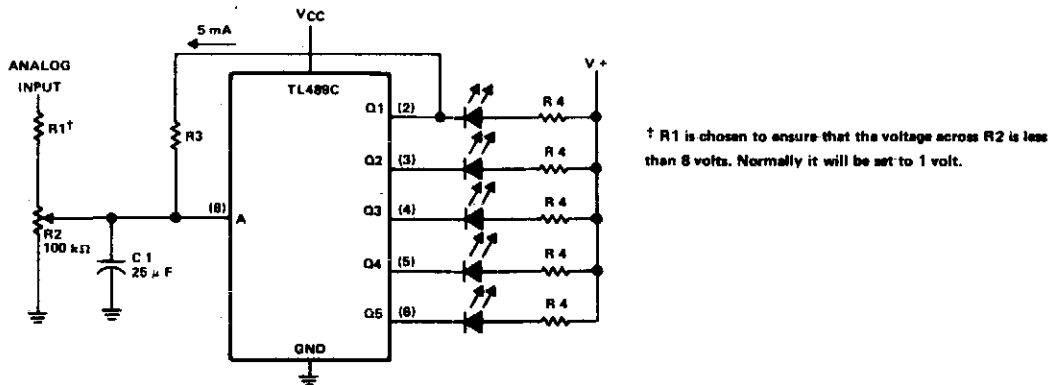 5 mA
VCC
ANALOG
INPUT
R1†
R3
TL489C
V+
Q1 (2)
R 4
Q2 (3)
R 4
Q3 (4)
R 4
Q4 (5)
R 4
Q5 (6)
R 4
(8)
A
R2
100 kΩ
C 1
25 μ F
GND
† R1 is chosen to ensure that the voltage across R2 is less
than 8 volts. Normally it will be set to 1 volt.